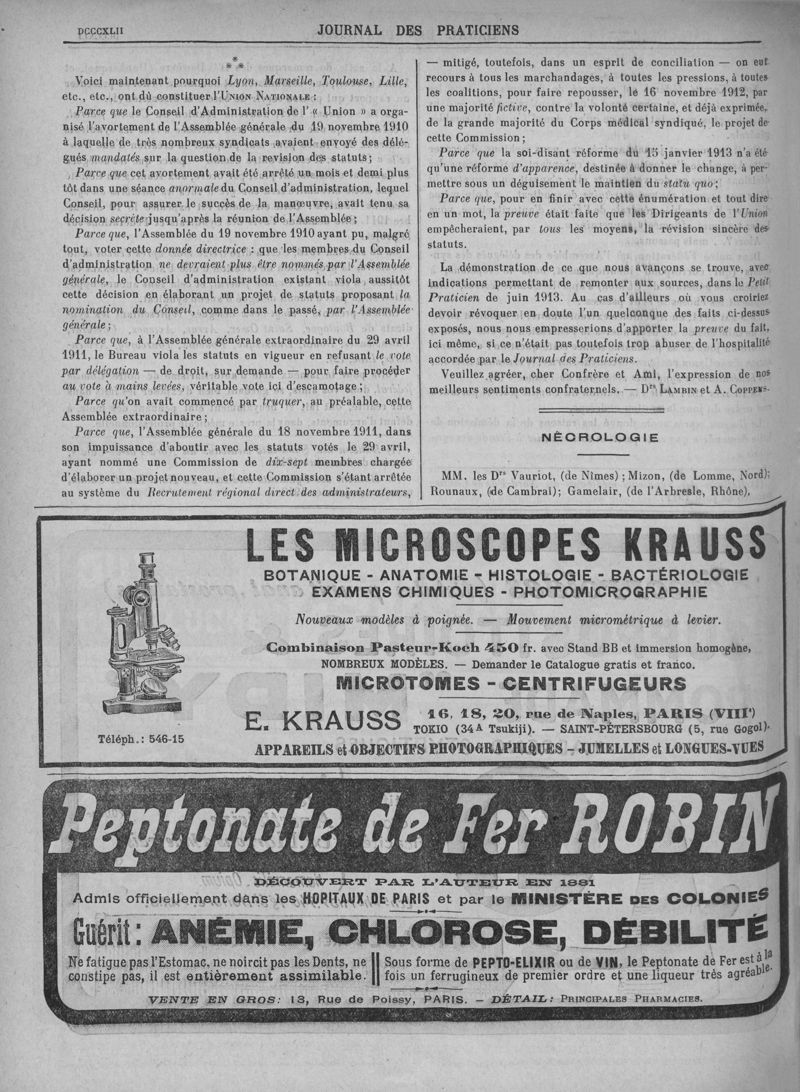 DCCCXLII
JOURNAL DES PRATICIENS
*
* *
Voici maintenant pourquoi Lyon, Marseille, Toulouse, Lille,
etc., etc., ont dû constituer l'UNION NATIONALE :
Parce que le Conseil d'Administration de l' « Union » a orga-
nisé l'avortement de l'Assemblée générale du 19 novembre 1910
à laquelle de très nombreux syndicats avaient envoyé des délé-
gués mandatés sur la question de la revision des statuts ;
Parce que cet avortement avait été arrêté un mois et demi plus
tôt dans une séance anormale du Conseil d'administration, lequel
Conseil, pour assurer le succès de la manœuvre, avait tenu sa
décision secrète jusqu'après la réunion de l'Assemblée ;
Parce que, l'Assemblée du 19 novembre 1910 ayant pu, malgré
tout, voter cette donnée directrice : que les membres du Conseil
d'administration ne devraient plus être nommés par l'Assemblée
générale, le Conseil d'administration existant viola aussitôt
cette décision en élaborant un projet de statuts proposant la
nomination du Conseil, comme dans le passé, par l'Assemblée
générale ;
Parce que, à l'Assemblée générale extraordinaire du 29 avril
1911, le Bureau viola les statuts en vigueur en refusant le vote
par délégation — de droit, sur demande — pour faire procéder
au vote à mains levées, véritable vote ici d'escamotage ;
Parce qu'on avait commencé par truquer, au préalable, cette
Assemblée extraordinaire ;
Parce que, l'Assemblée générale du 18 novembre 1911, dans
son impuissance d'aboutir avec les statuts votés le 29 avril,
ayant nommé une Commission de dix-sept membres chargée
d'élaborer un projet nouveau, et cette Commission s'étant arrêtée
au système du Recrutement régional direct des administrateurs,
— mitigé, toutefois, dans un esprit de conciliation — on eut
recours à tous les marchandages, à toutes les pressions, à toutes
les coalitions, pour faire repousser, le 16 novembre 1912, par
une majorité fictive, contre la volonté certaine, et déjà exprimée,
de la grande majorité du Corps médical syndiqué, le projet de
cette Commission ;
Parce que la soi-disant réforme du 15 janvier 1913 n'a été
qu'une réforme d'apparence, destinée à donner le change, à per-
mettre sous un déguisement le maintien du statu quo ;
Parce que, pour en finir avec cette énumération et tout dire
en un mot, la preuve était faite que les Dirigeants de l'Union
empêcheraient, par tous les moyens, la révision sincère des
statuts.
La démonstration de ce que nous avançons se trouve, avec
indications permettant de remonter aux sources, dans le Petit
Praticien de juin 1913. Au cas d'ailleurs où vous croiriez
devoir révoquer en doute l'un quelconque des faits ci-dessus
exposés, nous nous empresserions d'apporter la preuve du fait,
ici même, si ce n'était pas toutefois trop abuser de l'hospitalité
accordée par le Journal des Praticiens.
Veuillez agréer, cher Confrère et Ami, l'expression de nos
meilleurs sentiments confraternels. — Drs LAMBIN et A. COPPENS.
NÉCROLOGIE
MM. les Drs Vauriot, (de Nîmes) ; Mizon, (de Lomme, Nord);
Rounaux, (de Cambrai); Gamelair, (de l'Arbresle, Rhône).
LES MICROSCOPES KRAUSS
BOTANIQUE - ANATOMIE - HISTOLOGIE - BACTÉRIOLOGIE
EXAMENS CHIMIQUES - PHOTOMICROGRAPHIE
Nouveaux modèles à poignée. — Mouvement micrométrique à levier.
Combinaison Pasteur-Koch 450 fr. avec Stand BB et immersion homogène,
NOMBREUX MODÈLES. — Demander le Catalogue gratis et franco.
MICROTOMES - CENTRIFUGEURS
E. KRAUSS
16, 18, 20, rue de Naples, PARIS (VIIIe)
TOKIO (34A Tsukiji). — SAINT-PÉTERSBOURG (5, rue Gogol).
Téléph.: 546-15
APPAREILS et OBJECTIFS PHOTOGRAPHIQUES - JUMELLES et LONGUES-VUES
Peptonate de Fer ROBIN
DÉCOUVERT PAR L'AUTEUR EN 1881
Admis officiellement dans les HOPITAUX DE PARIS et par le MINISTÈRE DES COLONIES
Guérit : ANÉMIE, CHLOROSE, DÉBILITÉ
Ne fatigue pas l'Estomac, ne noircit pas les Dents, ne
constipe pas, il est entièrement assimilable.
Sous forme de PEPTO-ELIXIR ou de VIN, le Peptonate de Fer est à la
fois un ferrugineux de premier ordre et une liqueur très agréable.
VENTE EN GROS: 13, Rue de Poissy, PARIS. — DÉTAIL: PRINCIPALES PHARMACIES.